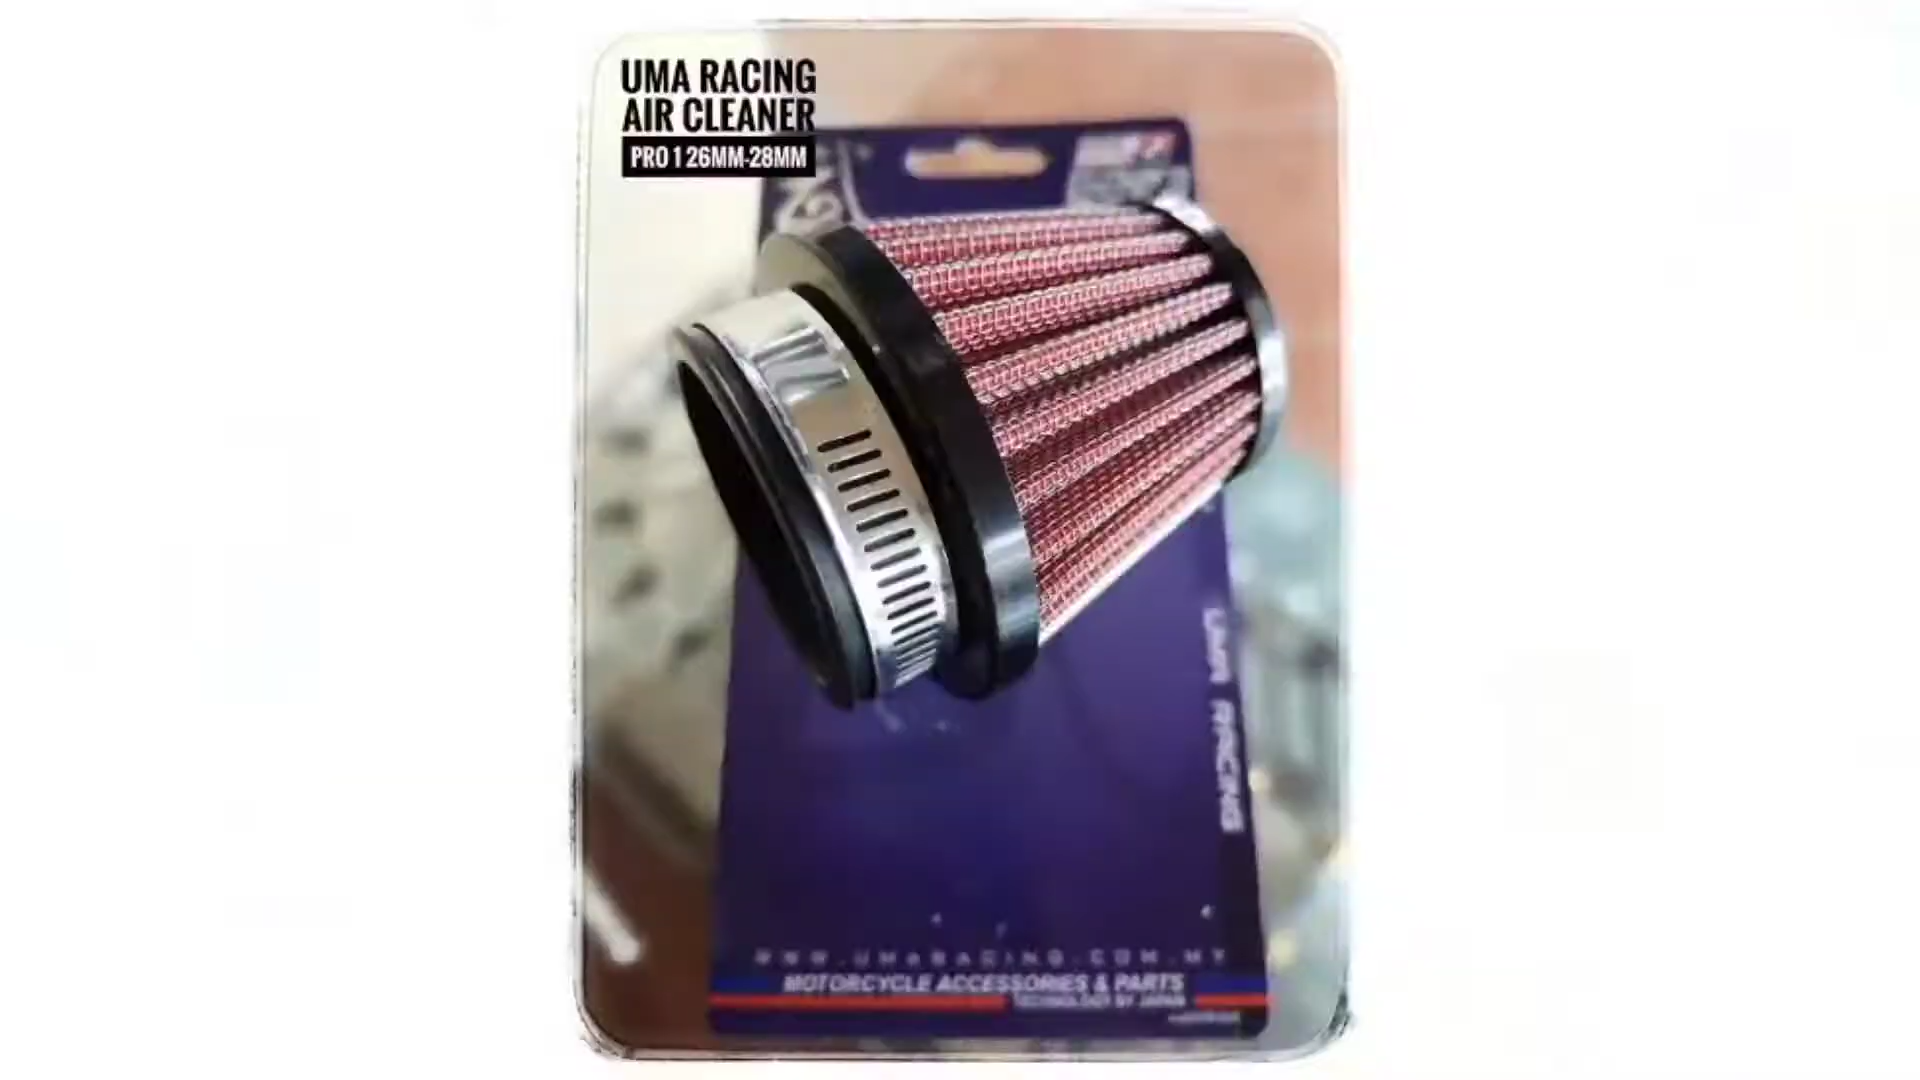 UMA RACING
AIR CLEANER
PRO 1 26MM-28MM
UMA RACING
WWW.UMARACING.COM.MY
MOTORCYCLE ACCESSORIES & PARTS
TECHNOLOGY BY JAPAN